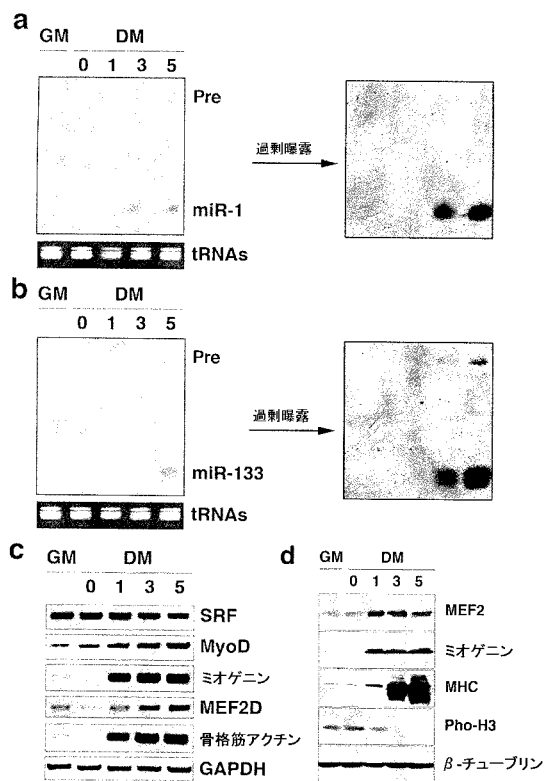 a
GM DM
0 1 3 5
Pre
過剰曝露
miR-1
tRNAs
b
GM DM
0 1 3 5
Pre
過剰曝露
miR-133
tRNAs
c
GM DM
0 1 3 5
SRF
MyoD
ミオゲニン
MEF2D
骨格筋アクチン
GAPDH
d
GM DM
0 1 3 5
MEF2
ミオゲニン
MHC
Pho-H3
β-チューブリン